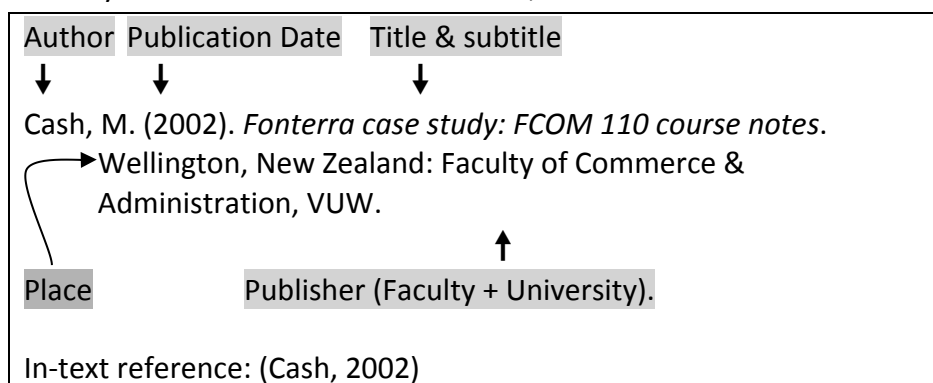 Author Publication Date Title & subtitle
Cash, M. (2002). Fonterra case study: FCOM 110 course notes.
Wellington, New Zealand: Faculty of Commerce &
Administration, VUW.
Place Publisher (Faculty + University).
In-text reference: (Cash, 2002)